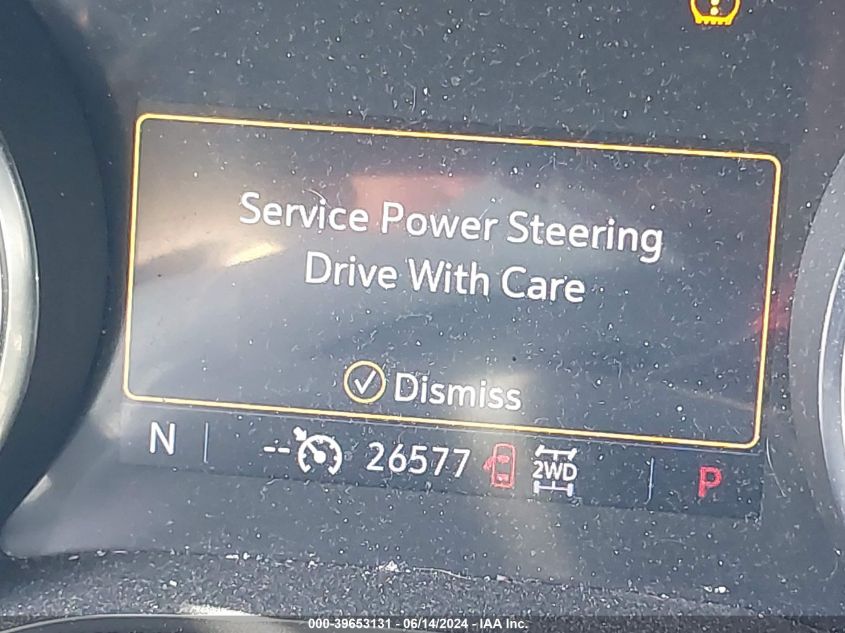 Service Power Steering
Drive With Care
Dismiss
N -- 26577 2WD P
000-39653131 - 06/14/2024 - IAA Inc.